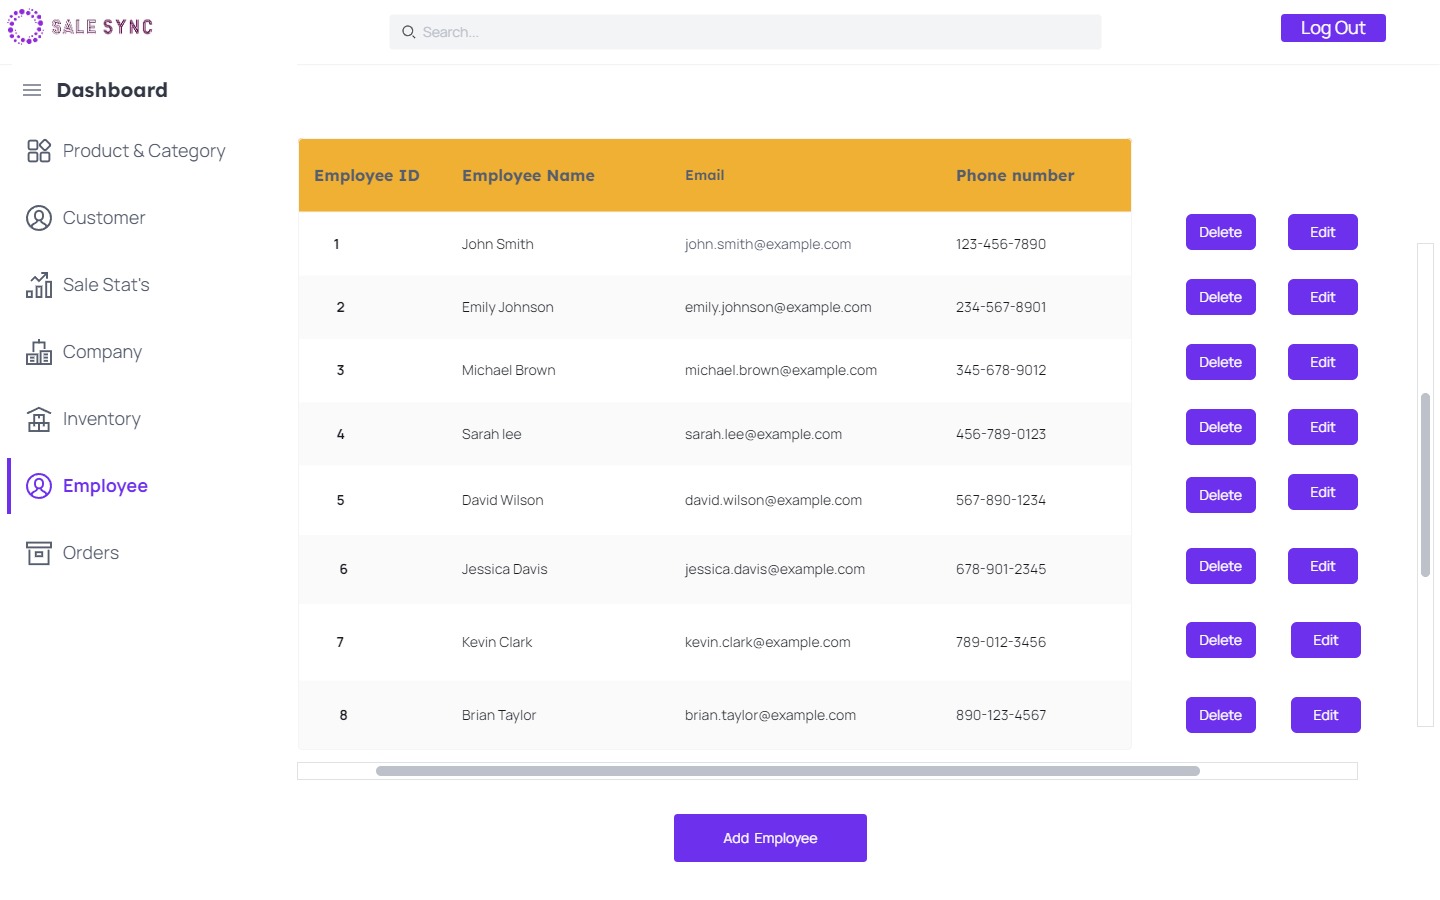 SALE SYNC
Search...
Log Out
Dashboard
Product & Category
Customer
Sale Stat's
Company
Inventory
Employee
Orders
Employee ID Employee Name Email Phone number
1 John Smith john.smith@example.com 123-456-7890 Delete Edit
2 Emily Johnson emily.johnson@example.com 234-567-8901 Delete Edit
3 Michael Brown michael.brown@example.com 345-678-9012 Delete Edit
4 Sarah lee sarah.lee@example.com 456-789-0123 Delete Edit
5 David Wilson david.wilson@example.com 567-890-1234 Delete Edit
6 Jessica Davis jessica.davis@example.com 678-901-2345 Delete Edit
7 Kevin Clark kevin.clark@example.com 789-012-3456 Delete Edit
8 Brian Taylor brian.taylor@example.com 890-123-4567 Delete Edit
Add Employee